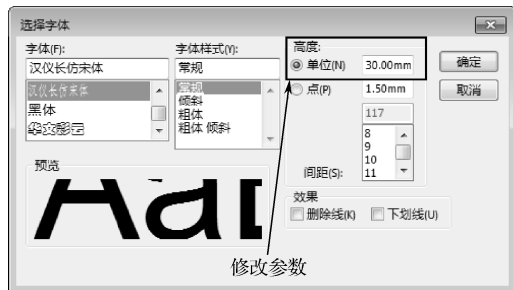 选择字体
字体(F):
汉仪长仿宋体
汉仪长仿宋体
黑体
华文彩云
字体样式(Y):
常规
常规
倾斜
粗体
粗体 倾斜
高度:
单位(N) 30.00mm
点(P) 1.50mm
117
8
9
10
11
间距(S):
确定
取消
预览
AaB
效果
删除线(K) 下划线(U)
修改参数